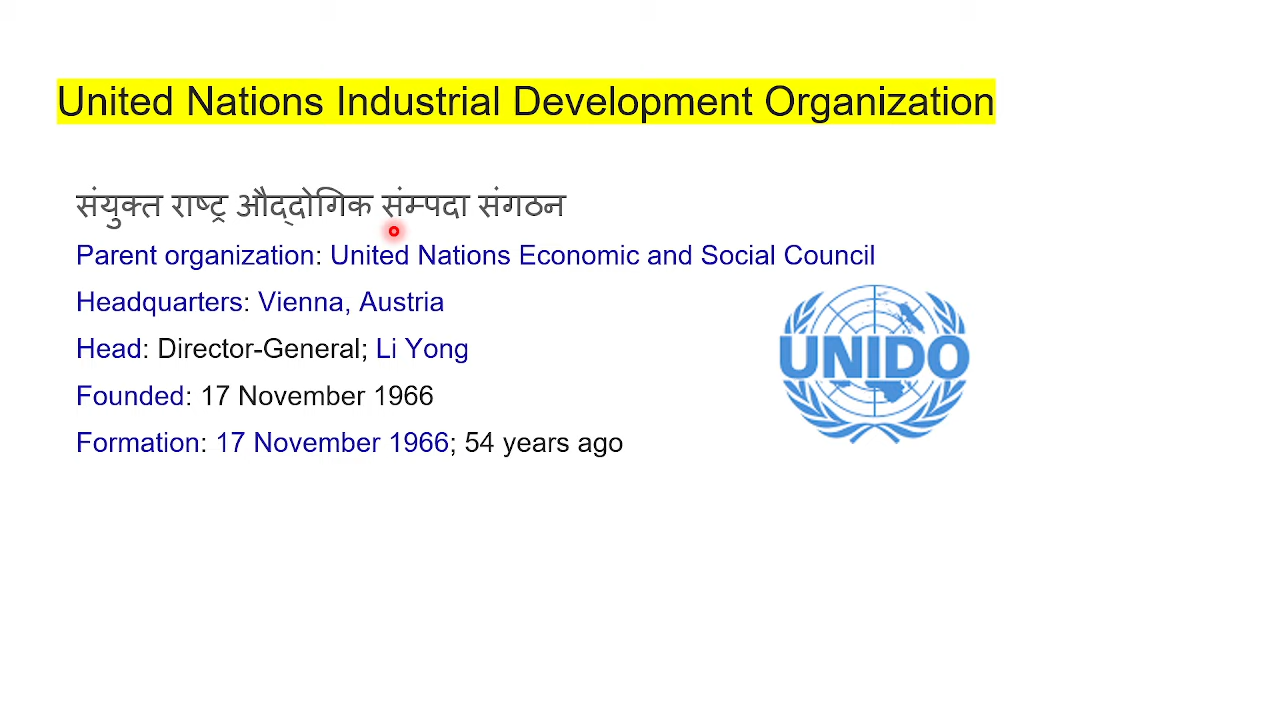 United Nations Industrial Development Organization
संयुक्त राष्ट्र औद्दोगिक संम्पदा संगठन
Parent organization: United Nations Economic and Social Council
Headquarters: Vienna, Austria
Head: Director-General; Li Yong
Founded: 17 November 1966
Formation: 17 November 1966; 54 years ago
UNIDO